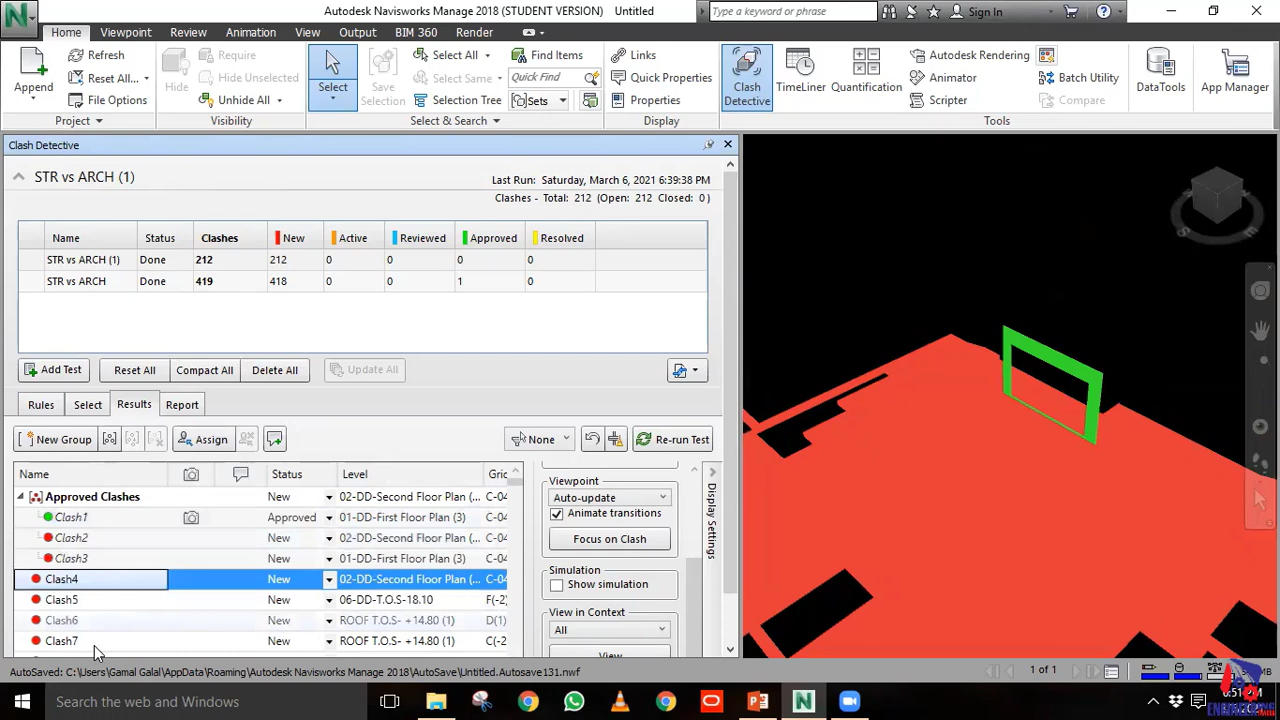 Autodesk Navisworks Manage 2018 (STUDENT VERSION) Untitled
Type a keyword or phrase
Sign In
Home Viewpoint Review Animation View Output BIM 360 Render
Append
Refresh
Reset All...
File Options
Project
Hide
Require
Hide Unselected
Unhide All
Visibility
Select
Save Selection
Select All
Select Same
Selection Tree
Find Items
Quick Find
Sets
Select & Search
Links
Quick Properties
Properties
Display
Clash Detective
TimeLiner
Quantification
Autodesk Rendering
Animator
Scripter
Batch Utility
Compare
Tools
DataTools
App Manager
Clash Detective
STR vs ARCH (1)
Last Run: Saturday, March 6, 2021 6:39:38 PM
Clashes - Total: 212 (Open: 212 Closed: 0 )
Name Status Clashes New Active Reviewed Approved Resolved
STR vs ARCH (1) Done 212 212 0 0 0 0
STR vs ARCH Done 419 418 0 0 1 0
Add Test Reset All Compact All Delete All Update All
Rules Select Results Report
New Group Assign None Re-run Test
Name Status Level
Approved Clashes New 02-DD-Second Floor Plan (... C-04
Clash1 Approved 01-DD-First Floor Plan (3)
Clash2 New 02-DD-Second Floor Plan (...
Clash3 New 01-DD-First Floor Plan (3)
Clash4 New 02-DD-Second Floor Plan (...
Clash5 New 06-DD-T.O.S-18.10 F(-2)
Clash6 New ROOF T.O.S- +14.80 (1) D(1)
Clash7 New ROOF T.O.S- +14.80 (1) C(-2
Viewpoint
Auto-update
Animate transitions
Focus on Clash
Simulation
Show simulation
View in Context
All
View
Display Settings
AutoSaved: C:\Users\Gamal Galal\AppData\Roaming\Autodesk Navisworks Manage 2018\AutoSave\Untitled.Autosave131.nwf
1 of 1
Search the web and Windows
ENGINEERING